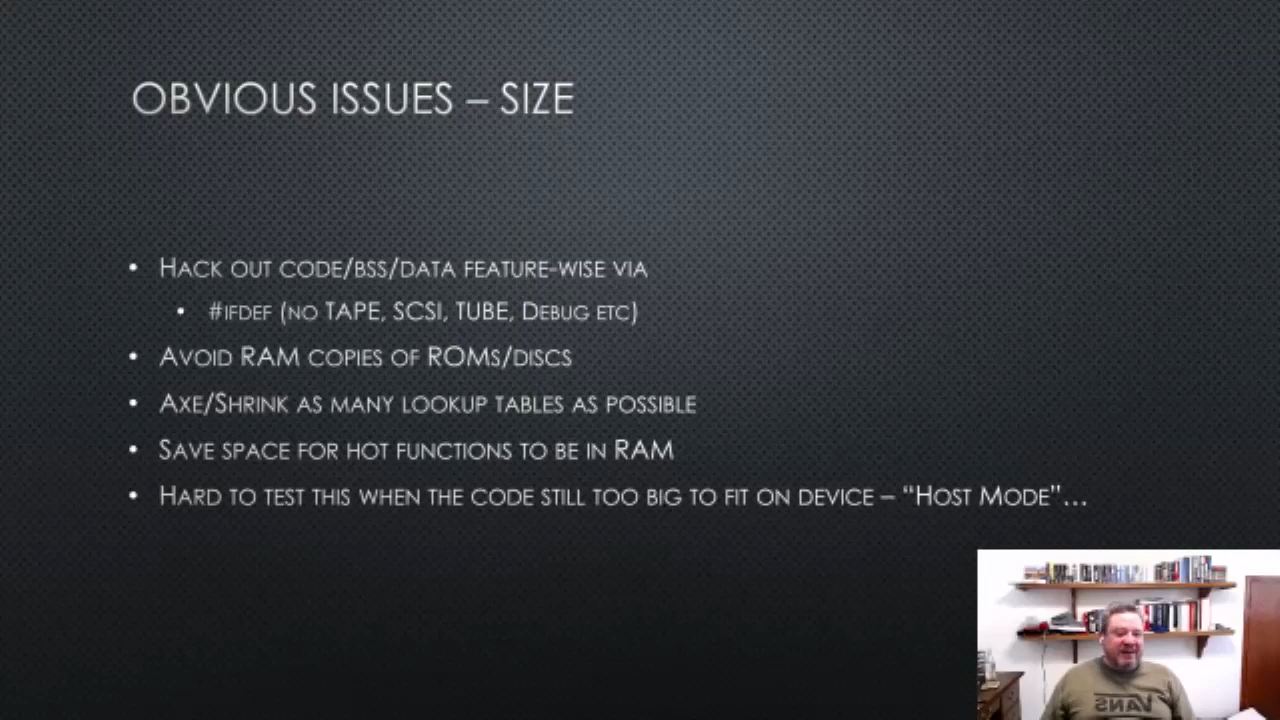 OBVIOUS ISSUES – SIZE
• HACK OUT CODE/BSS/DATA FEATURE-WISE VIA
• #IFDEF (NO TAPE, SCSI, TUBE, DEBUG ETC)
• AVOID RAM COPIES OF ROMS/DISCS
• AXE/SHRINK AS MANY LOOKUP TABLES AS POSSIBLE
• SAVE SPACE FOR HOT FUNCTIONS TO BE IN RAM
• HARD TO TEST THIS WHEN THE CODE STILL TOO BIG TO FIT ON DEVICE – “HOST MODE”…
VANS